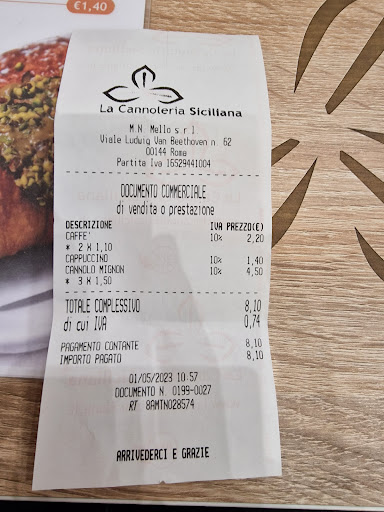 €1,40
La Cannoleria Siciliana
M.N. Mello s.r.l.
Viale Ludwig Van Beethoven n. 62
00144 Roma
Partita Iva 16529441004
DOCUMENTO COMMERCIALE
di vendita o prestazione
DESCRIZIONE IVA PREZZO(€)
CAFFE' 10% 2,20
* 2 X 1,10
CAPPUCCINO 10% 1,40
CANNOLO MIGNON 10% 4,50
* 3 X 1,50
TOTALE COMPLESSIVO 8,10
di cui IVA 0,74
PAGAMENTO CONTANTE 8,10
IMPORTO PAGATO 8,10
01/05/2023 10:57
DOCUMENTO N. 0199-0027
RT 8AMTN028574
ARRIVEDERCI E GRAZIE